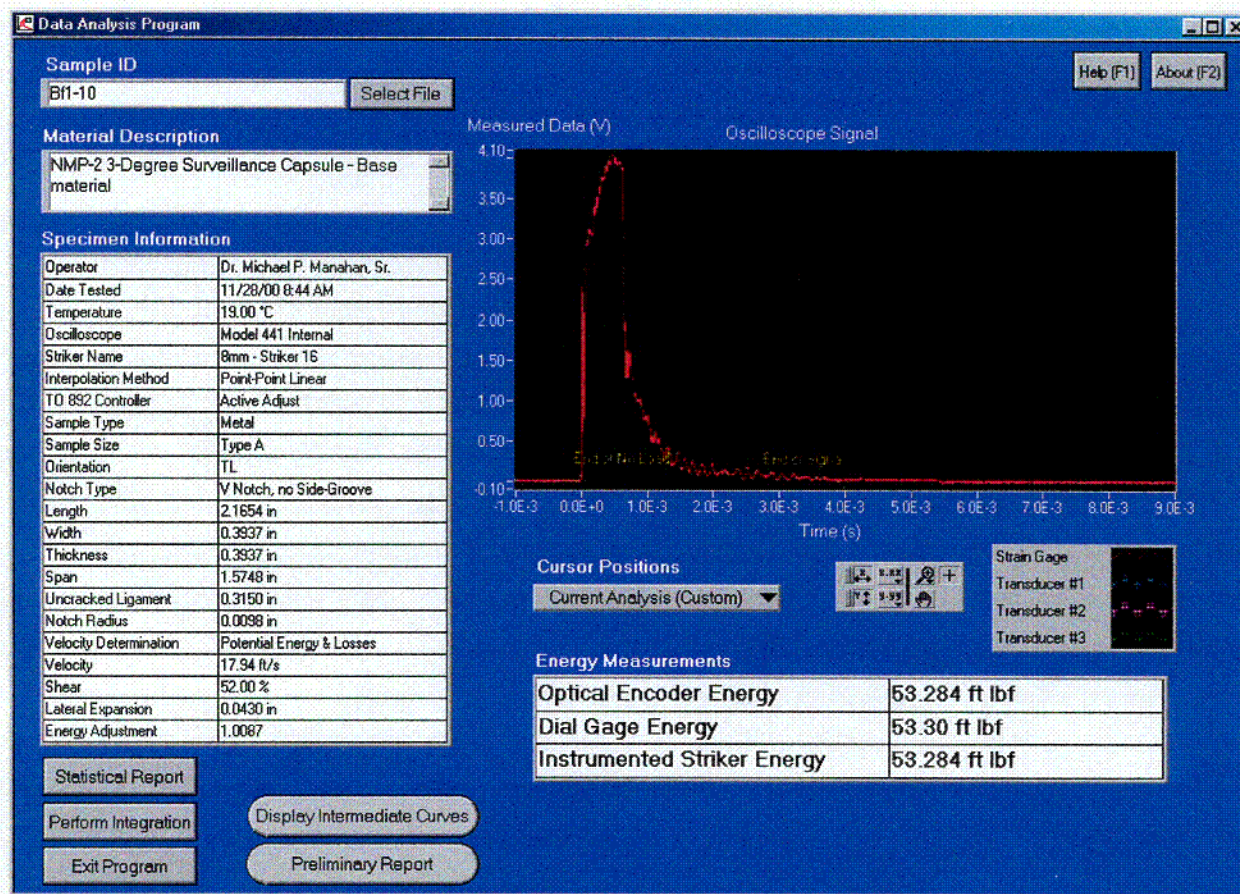 Data Analysis Program
Help (F1) About (F2)
Sample ID
Bf1-10
Select File
Material Description
NMP-2 3-Degree Surveillance Capsule - Base
material
Specimen Information
Operator Dr. Michael P. Manahan, Sr.
Date Tested 11/28/00 8:44 AM
Temperature 19.00 °C
Oscilloscope Model 441 Internal
Striker Name 8mm - Striker 16
Interpolation Method Point-Point Linear
TO 892 Controller Active Adjust
Sample Type Metal
Sample Size Type A
Orientation TL
Notch Type V Notch, no Side-Groove
Length 2.1654 in
Width 0.3937 in
Thickness 0.3937 in
Span 1.5748 in
Uncracked Ligament 0.3150 in
Notch Radius 0.0098 in
Velocity Determination Potential Energy & Losses
Velocity 17.94 ft/s
Shear 52.00 %
Lateral Expansion 0.0430 in
Energy Adjustment 1.0087
Statistical Report
Perform Integration
Exit Program
Display Intermediate Curves
Preliminary Report
Measured Data (V)
Oscilloscope Signal
4.10
3.50
3.00
2.50
2.00
1.50
1.00
0.50
-0.10
End of No Load
End of Signal
-1.0E-3 0.0E+0 1.0E-3 2.0E-3 3.0E-3 4.0E-3 5.0E-3 6.0E-3 7.0E-3 8.0E-3 9.0E-3
Time (s)
Cursor Positions
Current Analysis (Custom)
X X.XX
Y Y.YY
Strain Gage
Transducer #1
Transducer #2
Transducer #3
Energy Measurements
Optical Encoder Energy 53.284 ft lbf
Dial Gage Energy 53.30 ft lbf
Instrumented Striker Energy 53.284 ft lbf